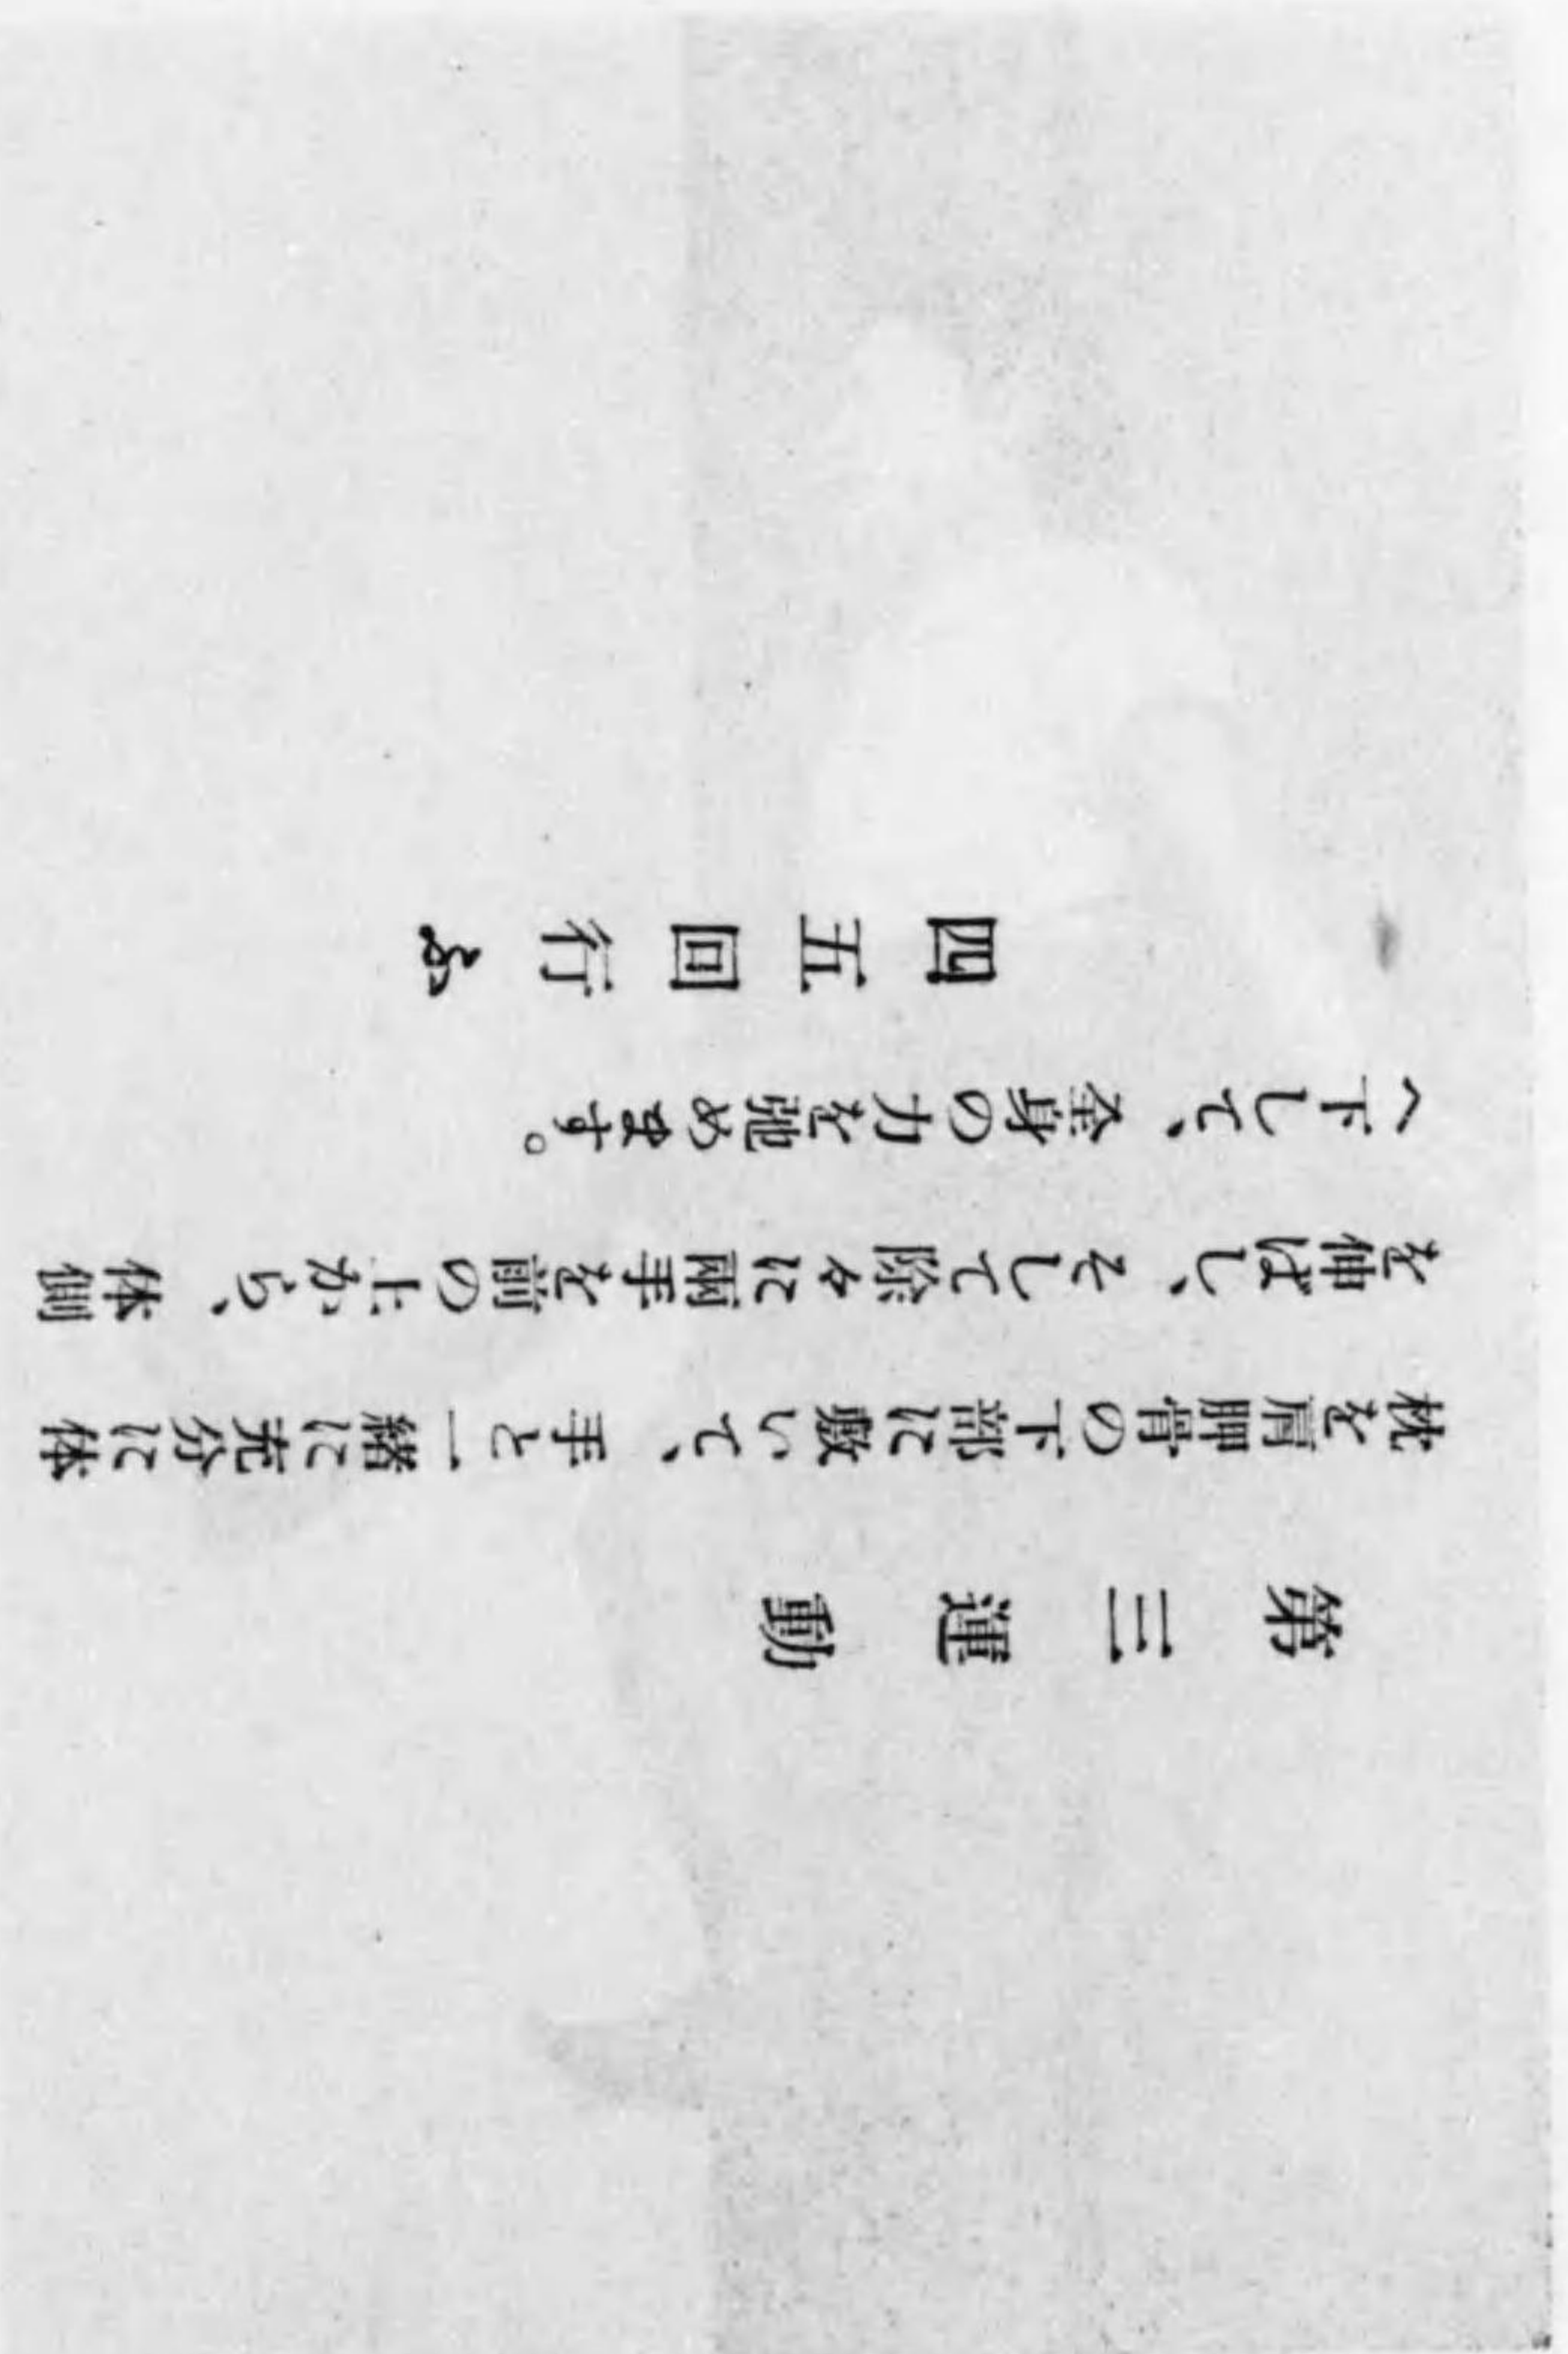 第三運動
枕を肩胛骨の下部に敷いて、手と一緒に充分に体
を伸ばし、そして除々に兩手を前の上から、体側
へ下して、全身の力を弛めます。
四五回行ふ